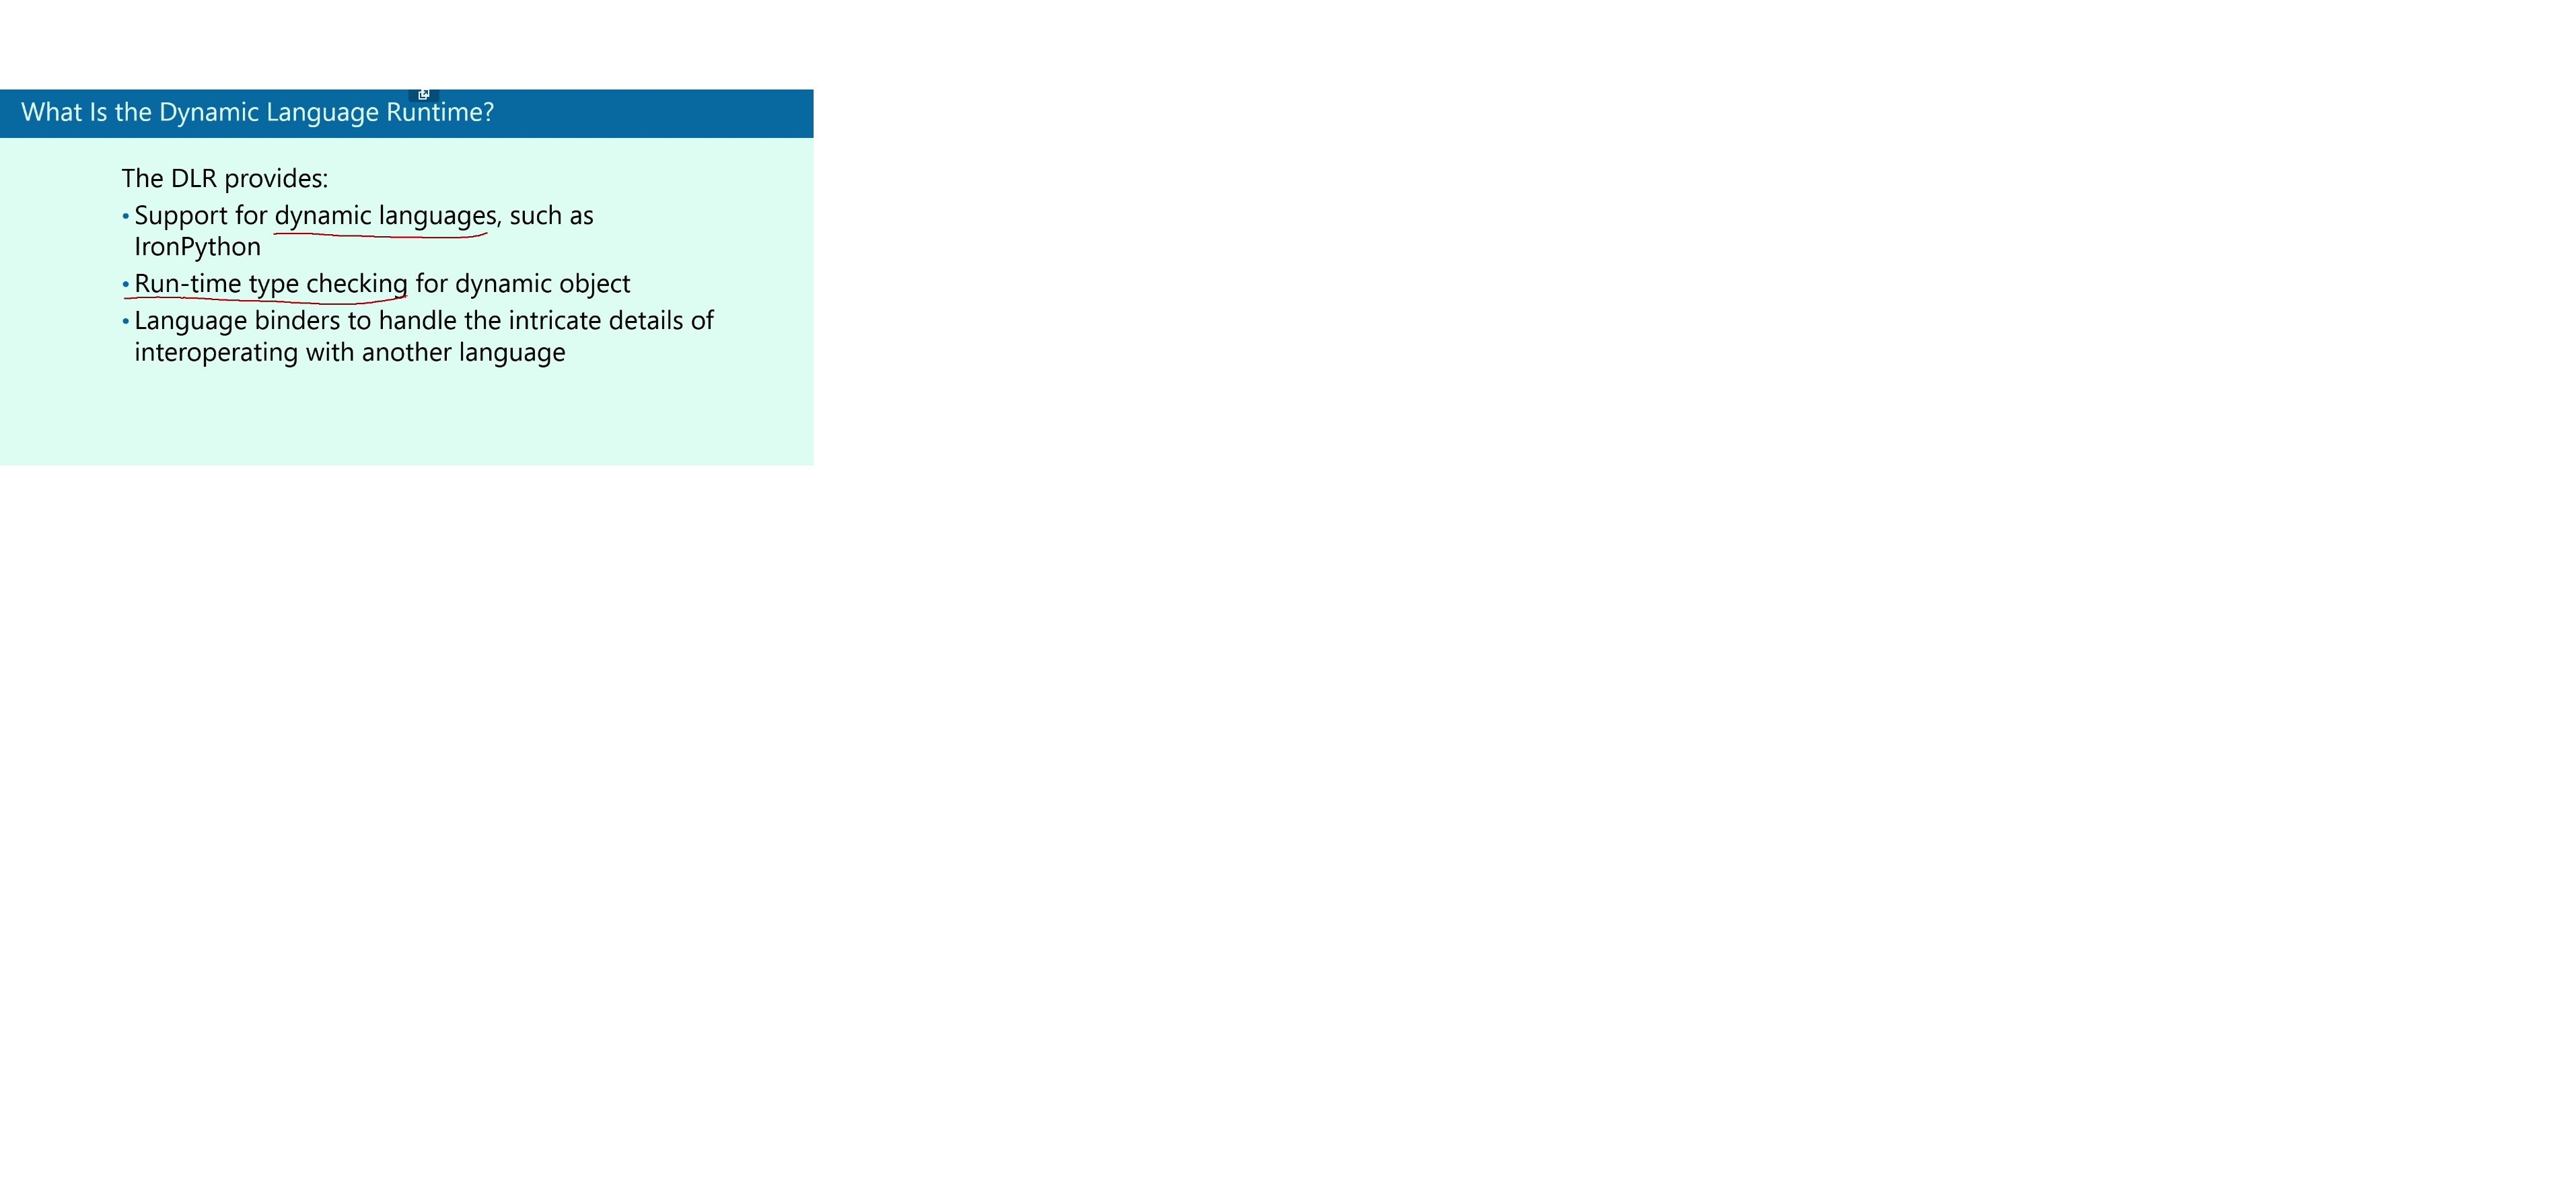 What Is the Dynamic Language Runtime?
The DLR provides:
• Support for dynamic languages, such as
IronPython
• Run-time type checking for dynamic object
• Language binders to handle the intricate details of
interoperating with another language